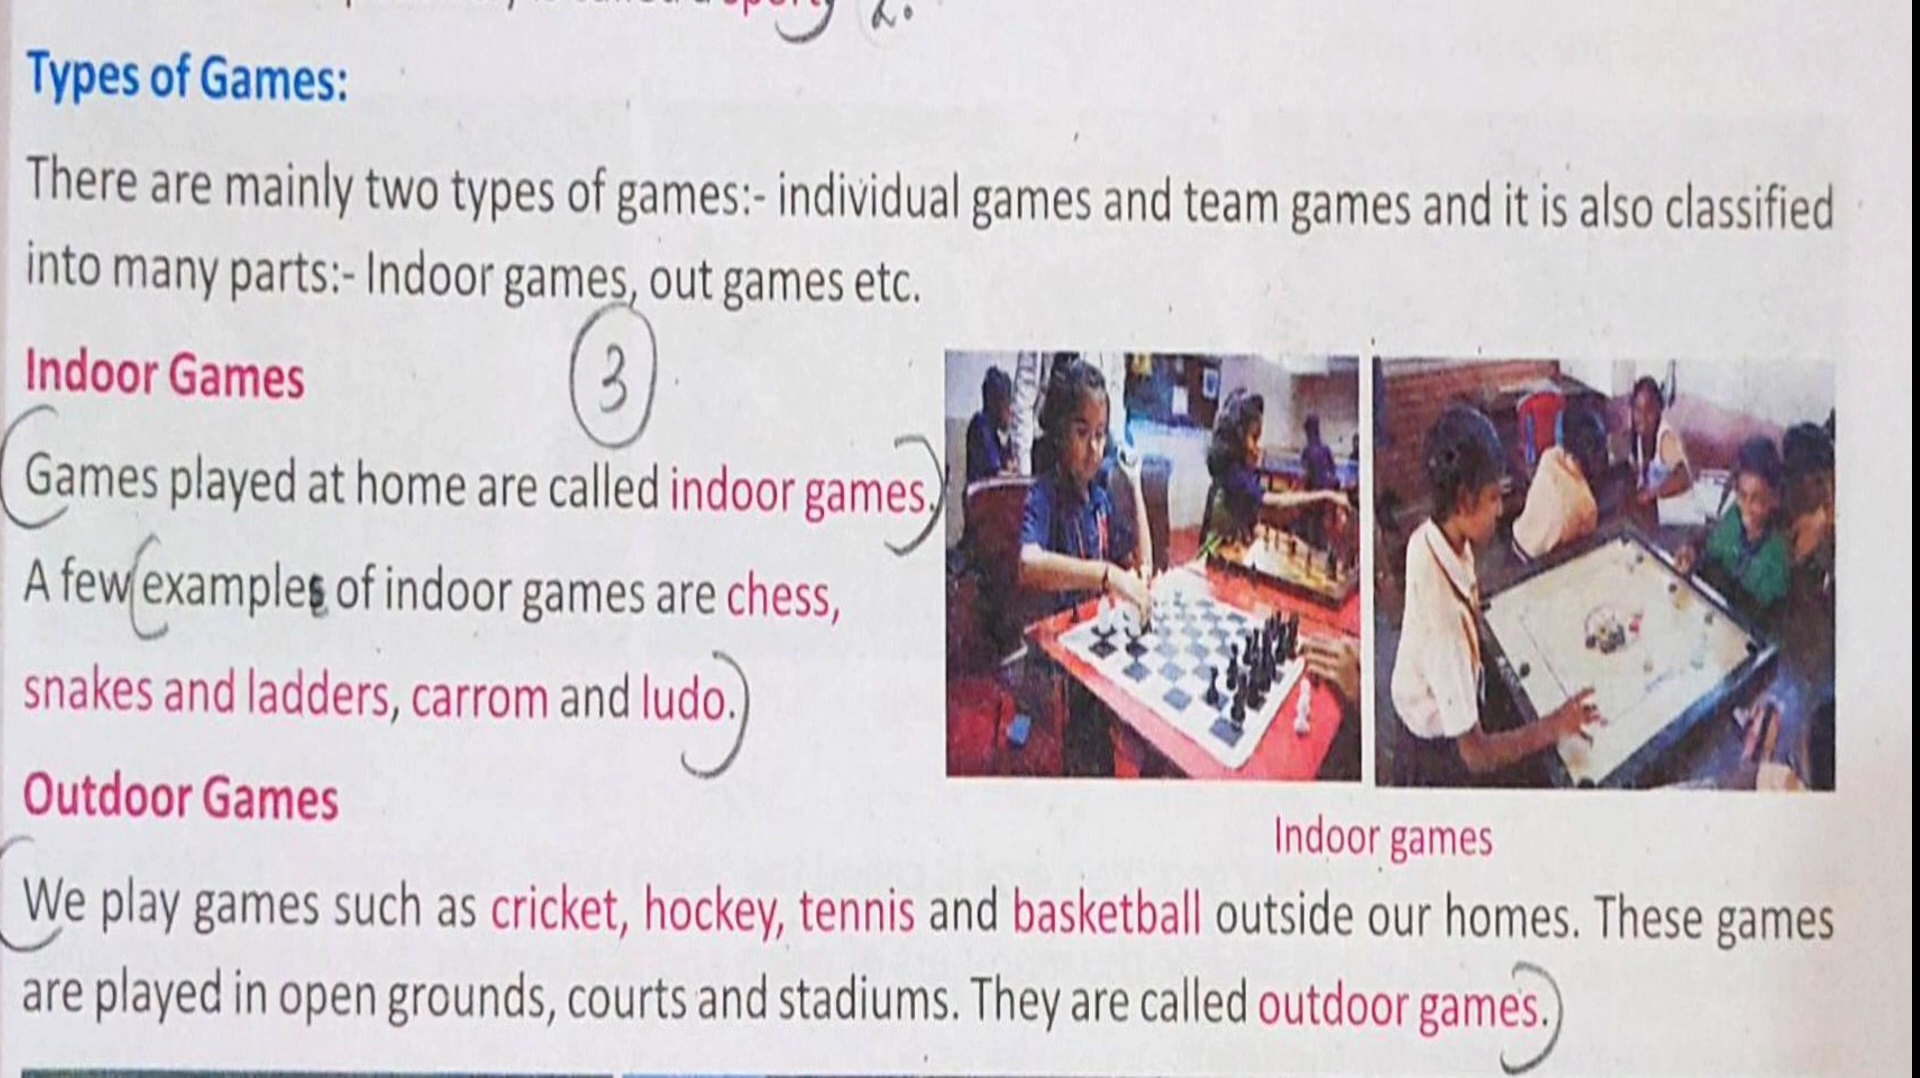 sport 2.
Types of Games:
There are mainly two types of games:- individual games and team games and it is also classified
into many parts:- Indoor games, out games etc.
Indoor Games
3
Games played at home are called indoor games.
A few examples of indoor games are chess,
snakes and ladders, carrom and ludo.
Outdoor Games
Indoor games
We play games such as cricket, hockey, tennis and basketball outside our homes. These games
are played in open grounds, courts and stadiums. They are called outdoor games.